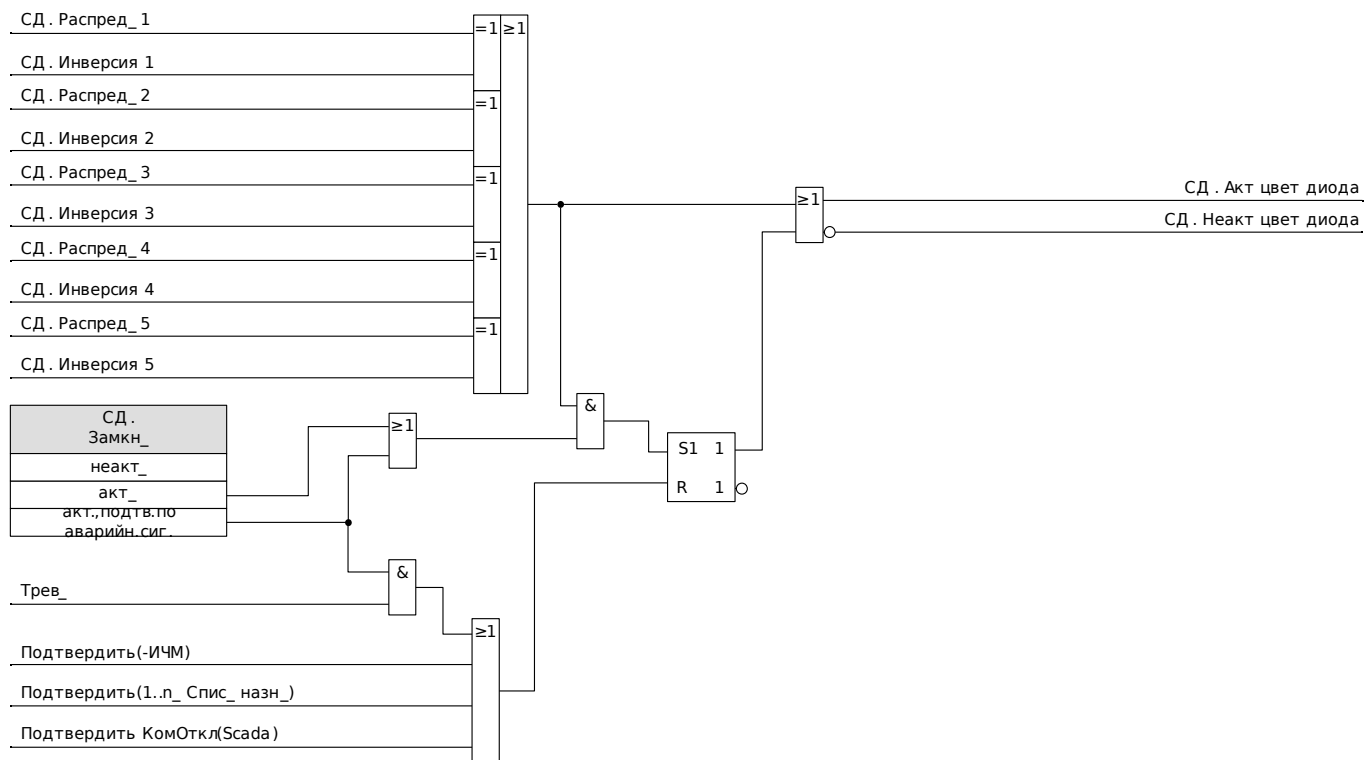 СД. Распред_ 1
=1
≥1
СД. Инверсия 1
СД. Распред_ 2
=1
СД. Инверсия 2
СД. Распред_ 3
=1
СД. Инверсия 3
СД. Распред_ 4
=1
СД. Инверсия 4
СД. Распред_ 5
=1
СД. Инверсия 5
≥1
СД. Акт цвет диода
СД. Неакт цвет диода
СД.
Замкн_
неакт_
акт_
акт.,подтв.по
аварийн.сиг.
≥1
&
S1 1
R 1
&
Трев_
≥1
Подтвердить(-ИЧМ)
Подтвердить(1..n_ Спис_ назн_)
Подтвердить КомОткл(Scada)